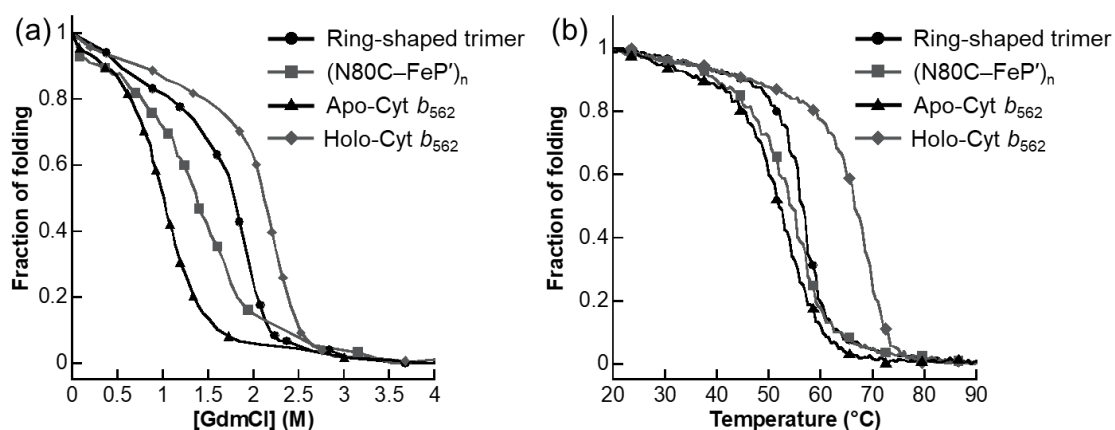 (a)
Ring-shaped trimer
(N80C–FeP′)n
Apo-Cyt b562
Holo-Cyt b562
Fraction of folding
1
0.8
0.6
0.4
0.2
0
0 0.5 1 1.5 2 2.5 3 3.5 4
[GdmCl] (M)
(b)
Ring-shaped trimer
(N80C–FeP′)n
Apo-Cyt b562
Holo-Cyt b562
Fraction of folding
1
0.8
0.6
0.4
0.2
0
20 30 40 50 60 70 80 90
Temperature (°C)